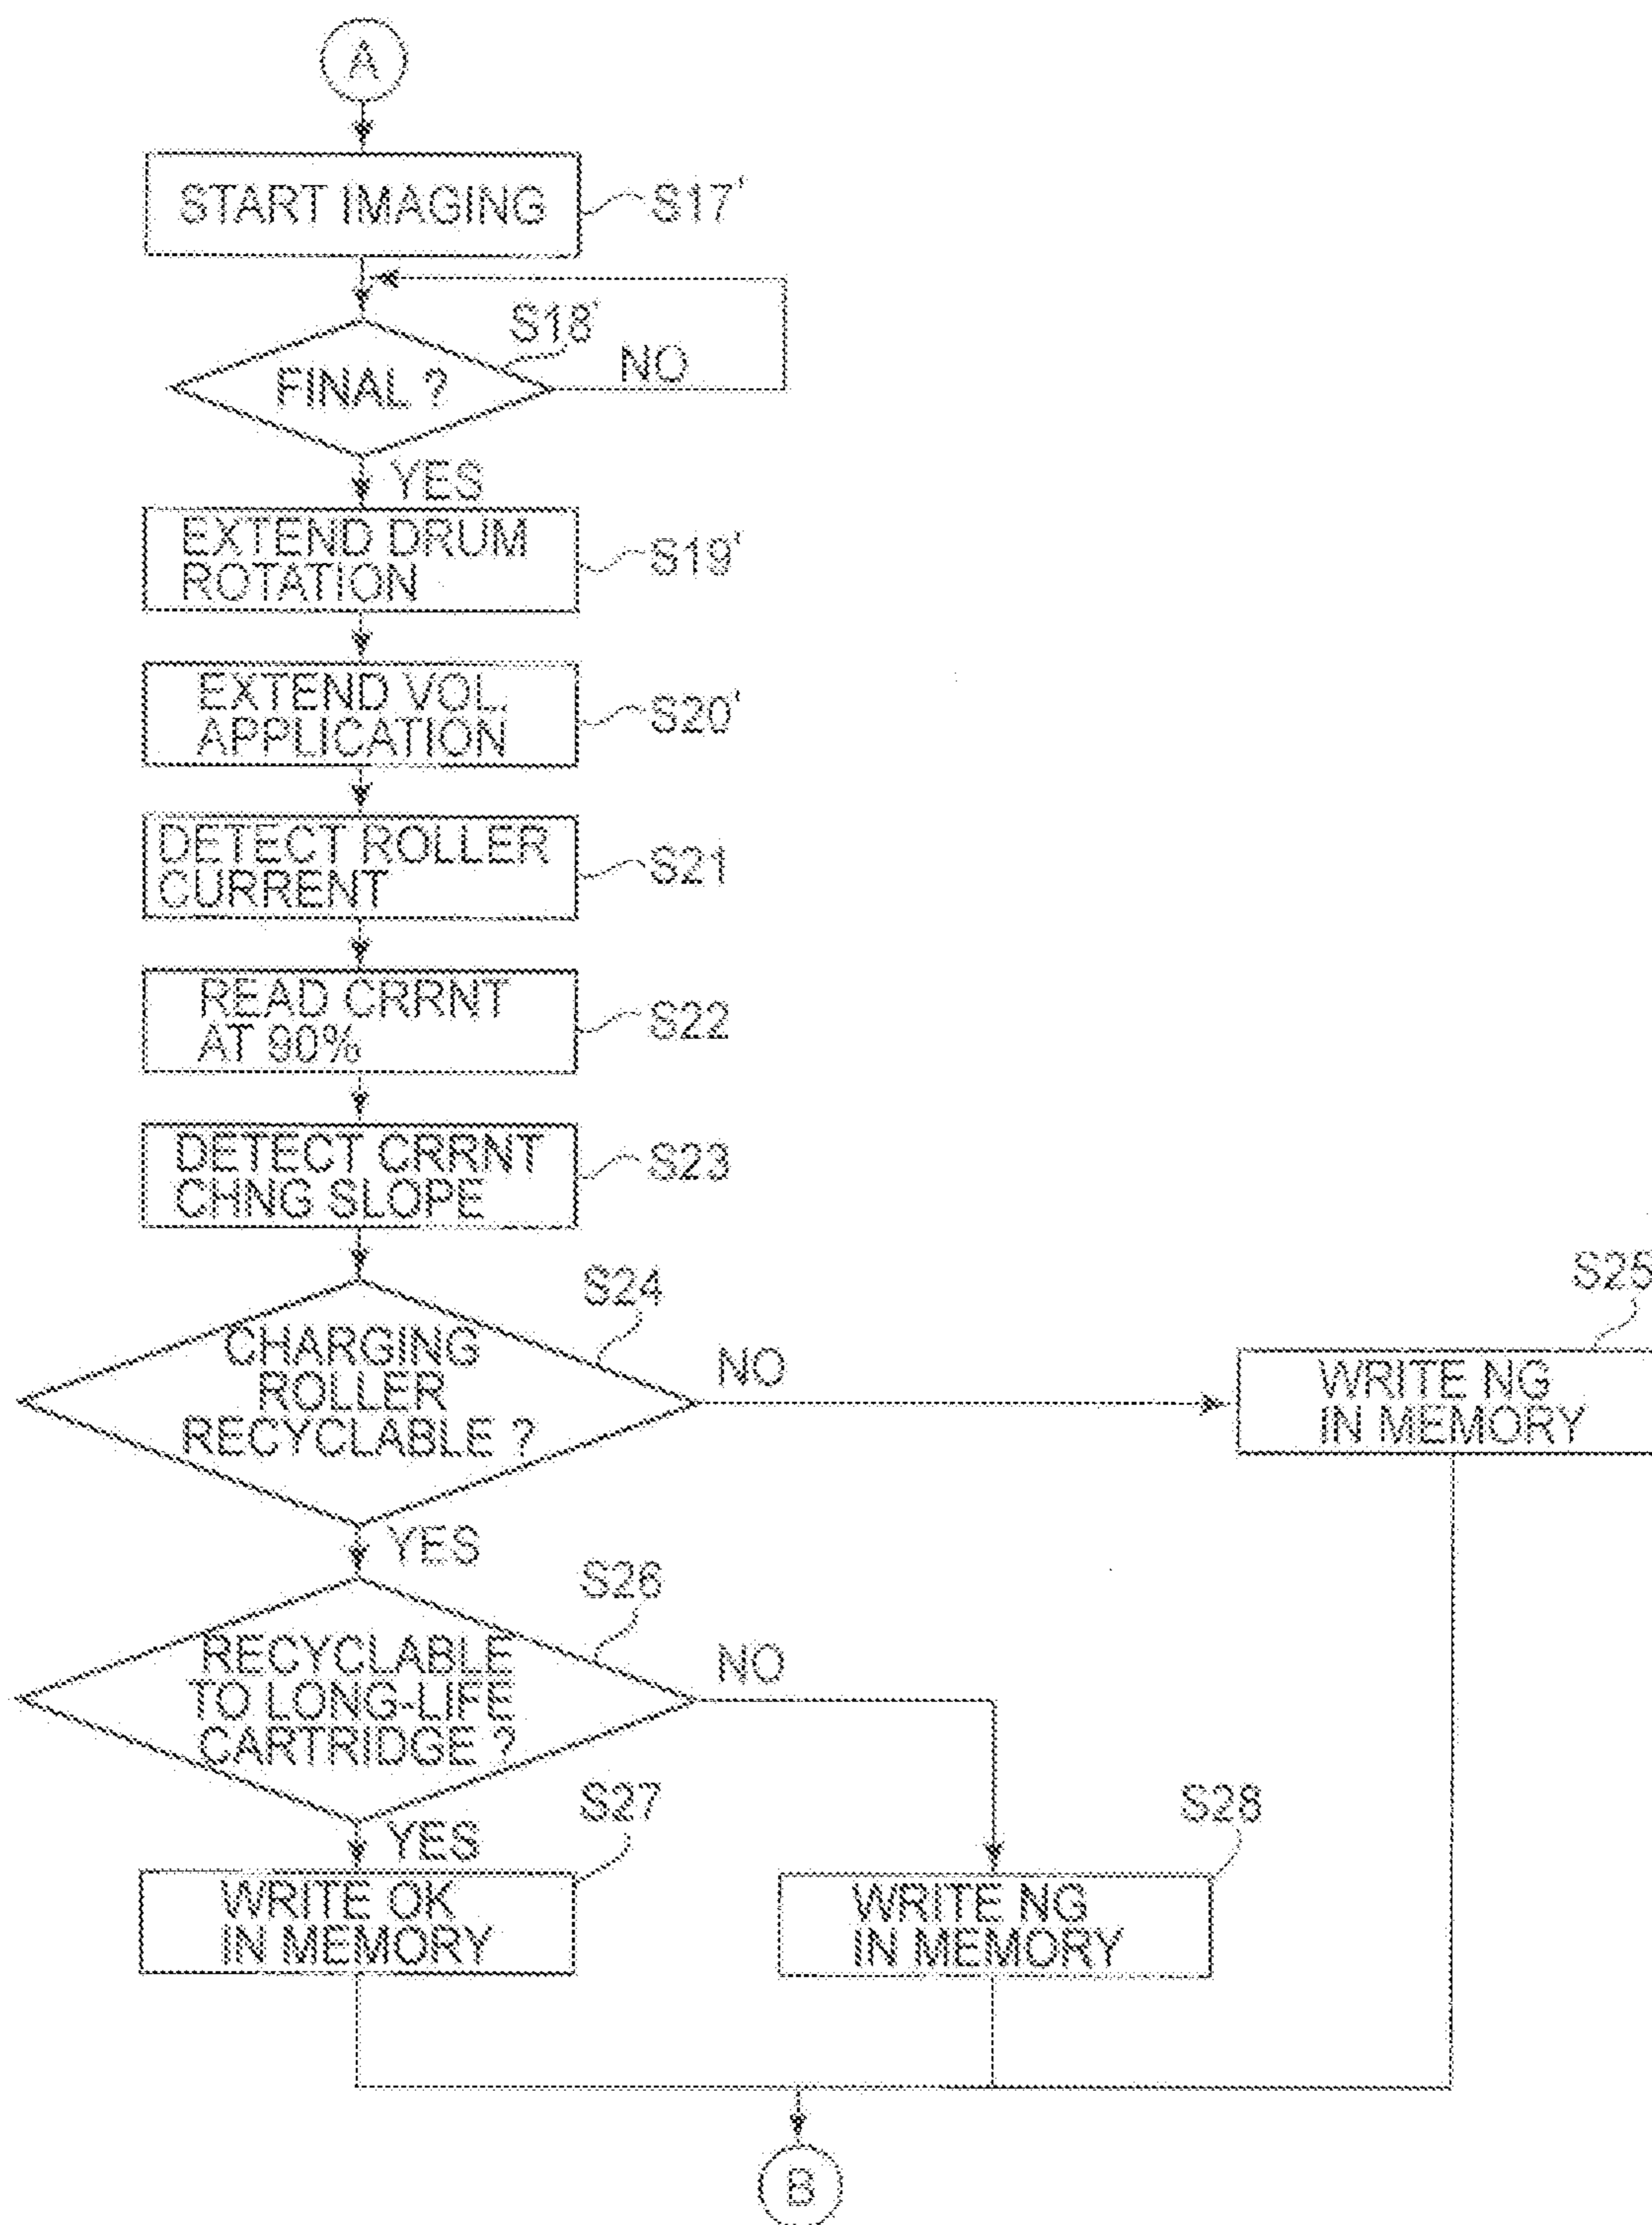 A
START IMAGING
S17'
S18'
FINAL ?
NO
YES
EXTEND DRUM
ROTATION
S19'
EXTEND VOL.
APPLICATION
S20'
DETECT ROLLER
CURRENT
S21
READ CRRNT
AT 90%
S22
DETECT CRRNT
CHNG SLOPE
S23
S24
CHARGING
ROLLER
RECYCLABLE ?
NO
S25
WRITE NG
IN MEMORY
YES
S26
RECYCLABLE
TO LONG-LIFE
CARTRIDGE ?
NO
YES
S27
WRITE OK
IN MEMORY
S28
WRITE NG
IN MEMORY
B